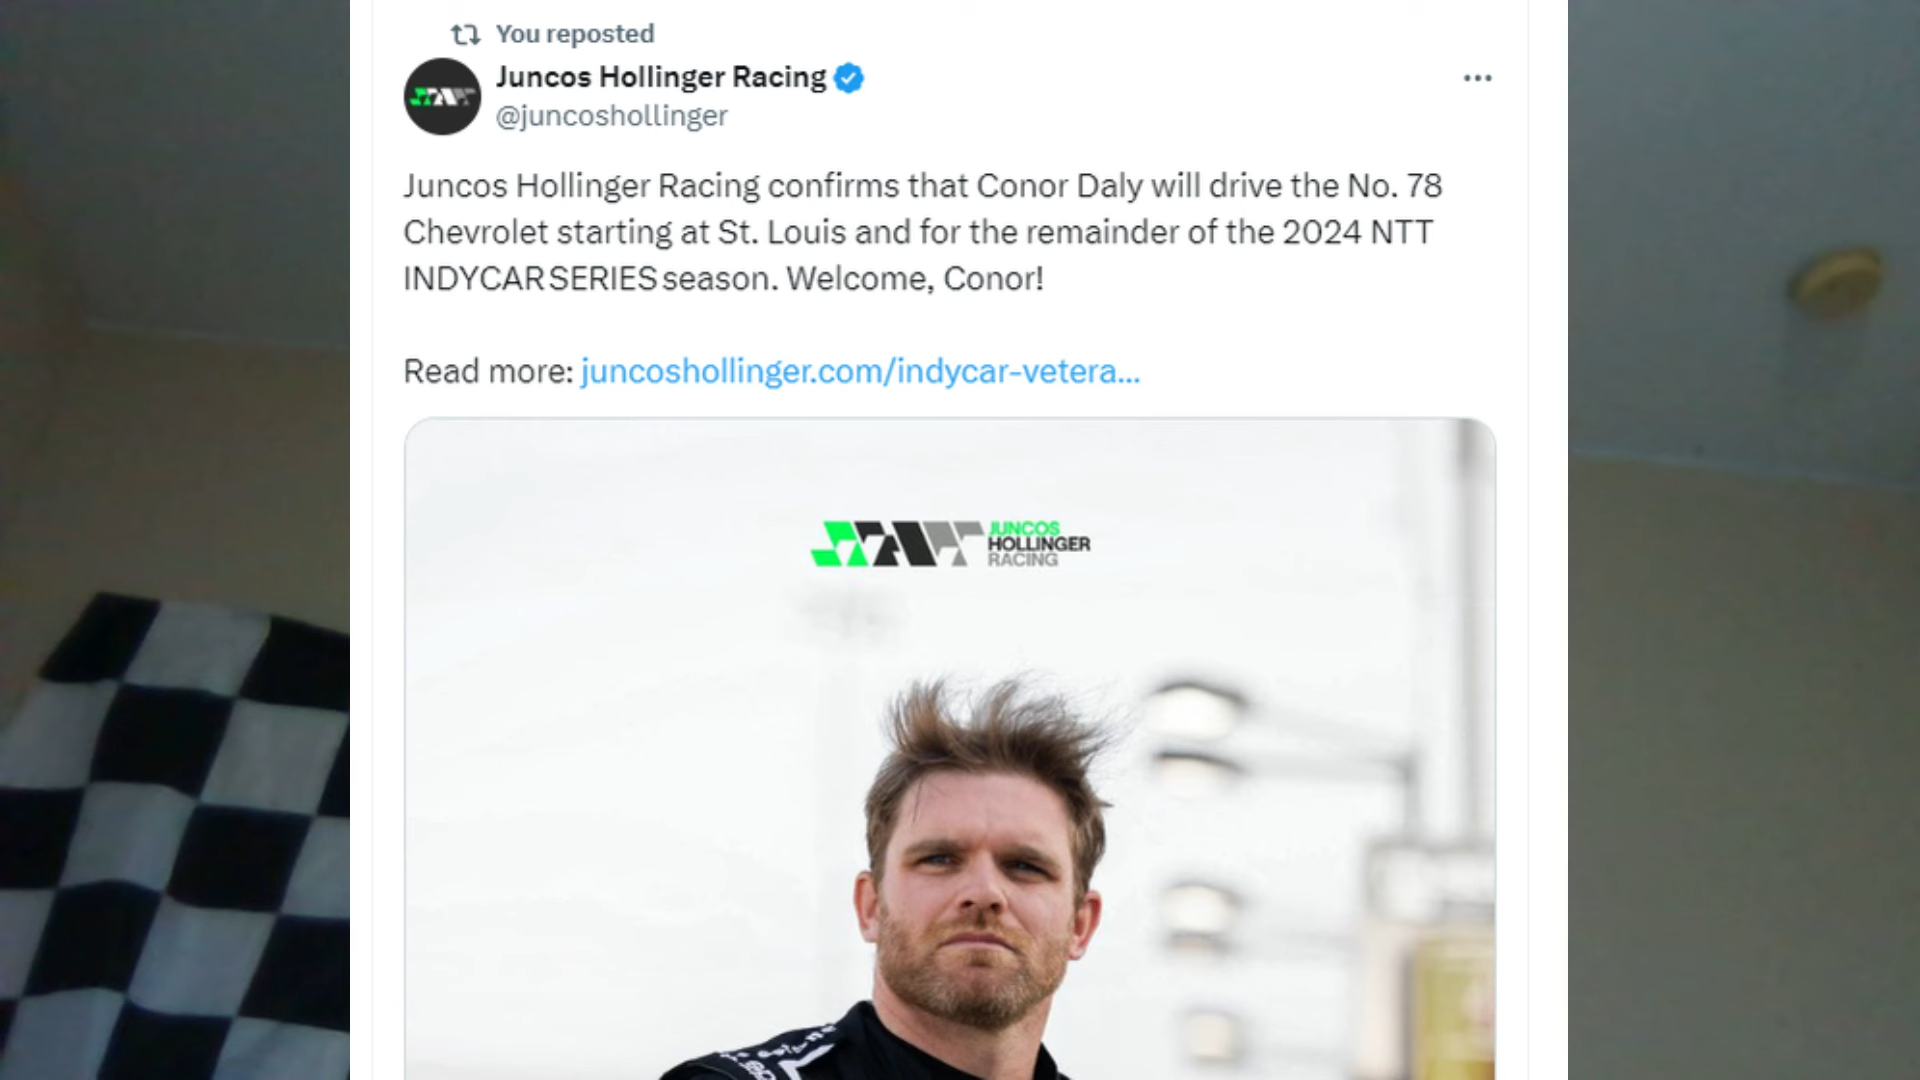 You reposted
Juncos Hollinger Racing
@juncoshollinger
Juncos Hollinger Racing confirms that Conor Daly will drive the No. 78
Chevrolet starting at St. Louis and for the remainder of the 2024 NTT
INDYCAR SERIES season. Welcome, Conor!
Read more: juncoshollinger.com/indycar-vetera...
JUNCOS
HOLLINGER
RACING